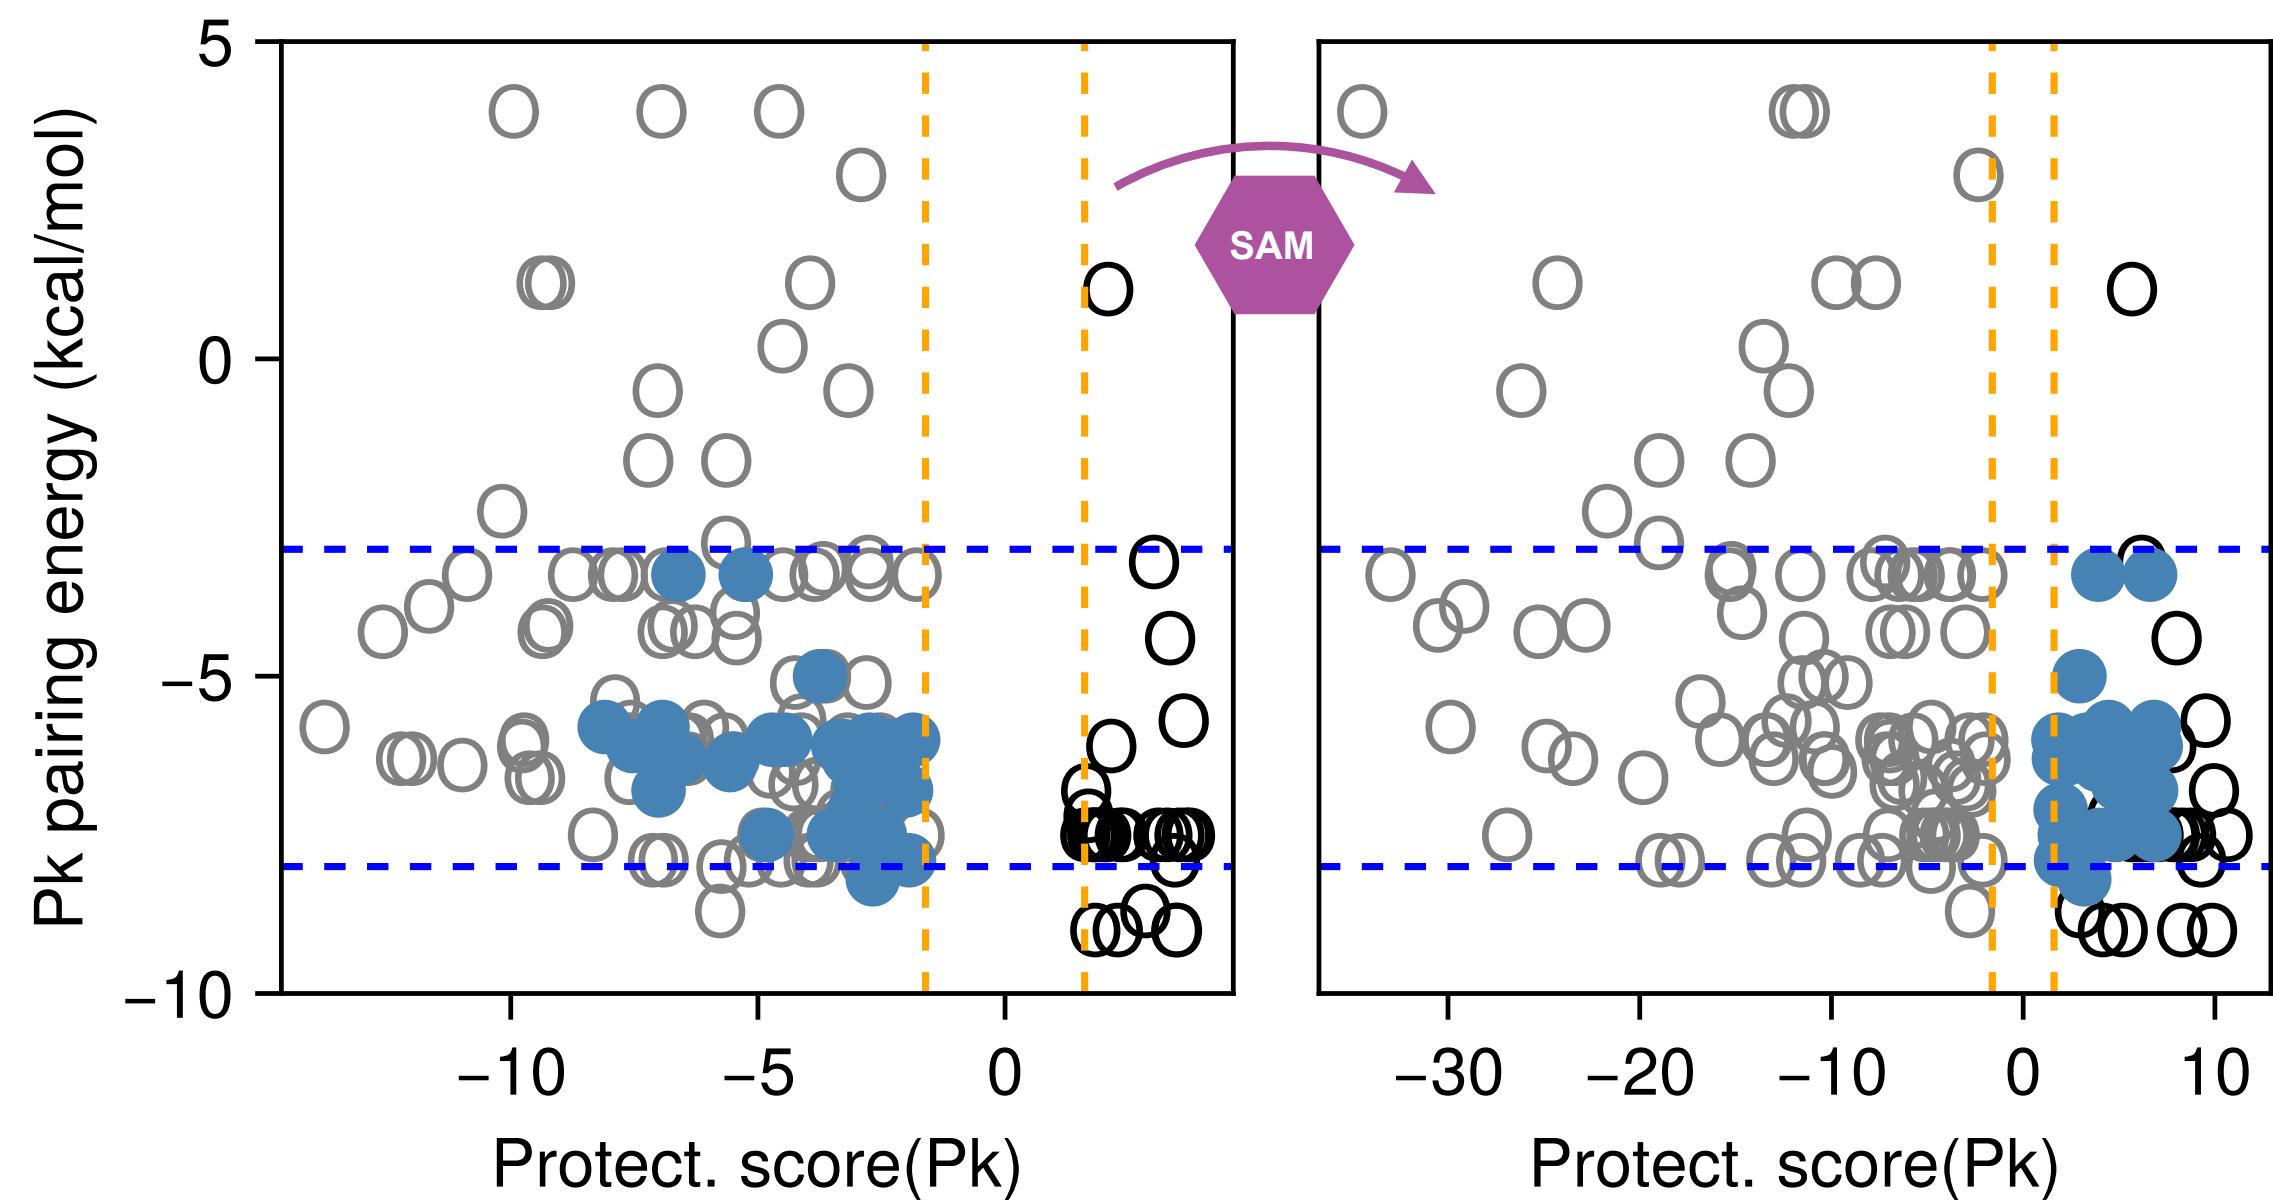 Pk pairing energy (kcal/mol)
5
0
−5
−10
SAM
−10 −5 0
−30 −20 −10 0 10
Protect. score(Pk)
Protect. score(Pk)